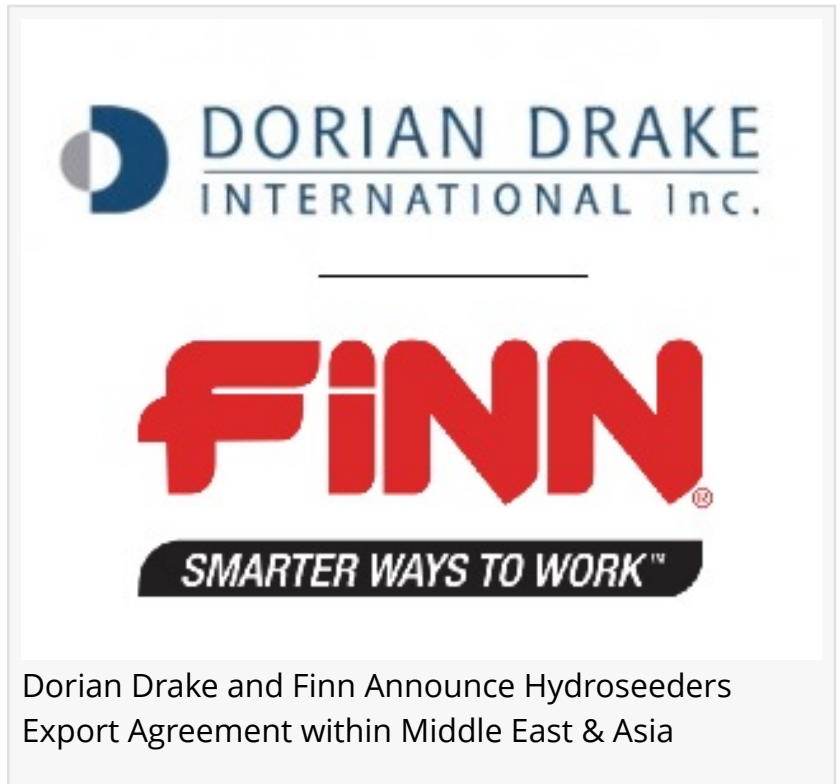 DORIAN DRAKE
INTERNATIONAL Inc.
FINN®
SMARTER WAYS TO WORK™
Dorian Drake and Finn Announce Hydroseeders
Export Agreement within Middle East & Asia